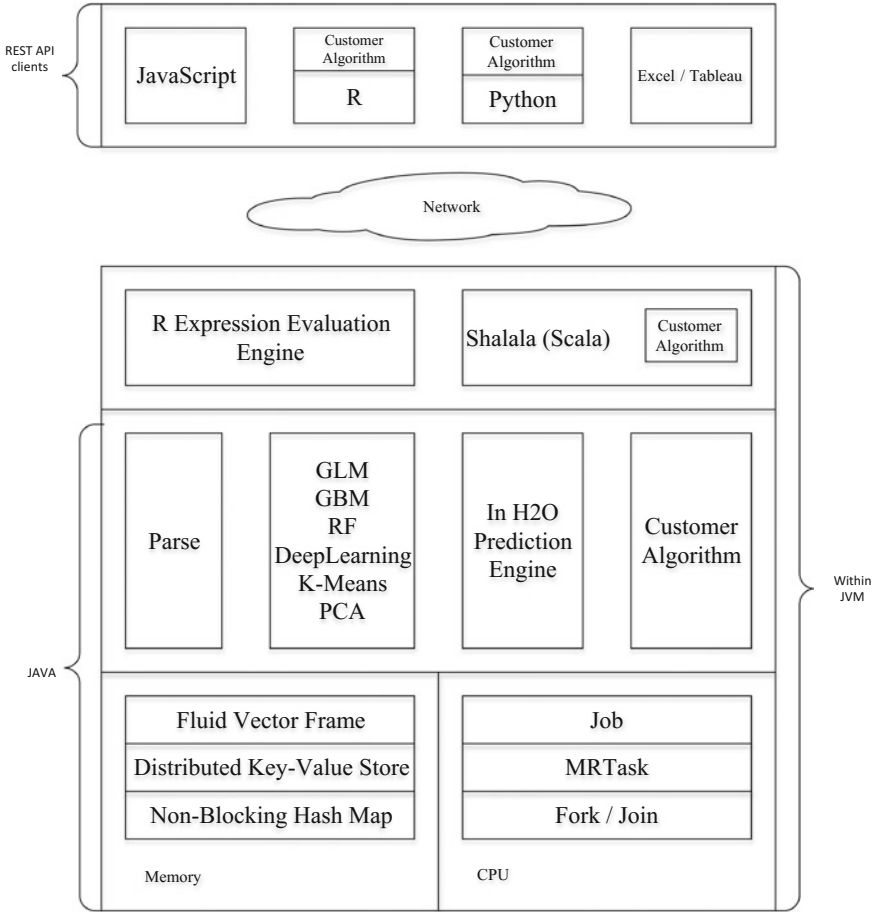 REST API
clients
JavaScript
Customer
Algorithm
R
Customer
Algorithm
Python
Excel / Tableau
Network
R Expression Evaluation
Engine
Shalala (Scala)
Customer
Algorithm
Parse
GLM
GBM
RF
DeepLearning
K-Means
PCA
In H2O
Prediction
Engine
Customer
Algorithm
Within
JVM
JAVA
Fluid Vector Frame
Distributed Key-Value Store
Non-Blocking Hash Map
Memory
Job
MRTask
Fork / Join
CPU